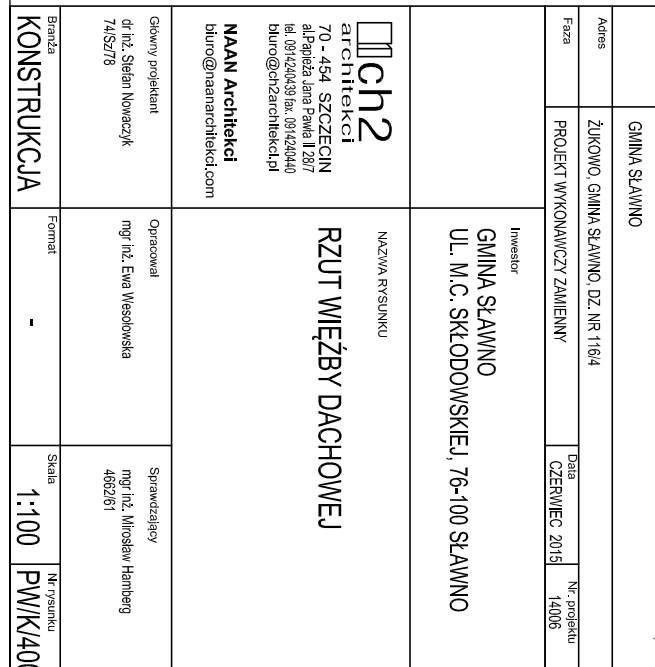 GMINA SŁAWNO
Adres
ŻUKOWO, GMINA SŁAWNO, DZ. NR 116/4
Faza
PROJEKT WYKONAWCZY ZAMIENNY
Data
CZERWIEC 2015
Nr. projektu
14006
Inwestor
GMINA SŁAWNO
UL. M.C. SKŁODOWSKIEJ, 76-100 SŁAWNO
ch2
architekci
70 - 454 SZCZECIN
al.Papieża Jana Pawła II 28/7
tel. 0914240439 fax. 0914240440
biuro@ch2architekci.pl
NAAN Architekci
biuro@naanarchitekci.com
NAZWA RYSUNKU
RZUT WIĘŹBY DACHOWEJ
Główny projektant
dr inż. Stefan Nowaczyk
74/Sz/78
Opracował
mgr inż. Ewa Wesołowska
Sprawdzający
mgr inż. Mirosław Hamberg
4662/61
Branża
KONSTRUKCJA
Format
-
Skala
1:100
Nr rysunku
PW/K/400